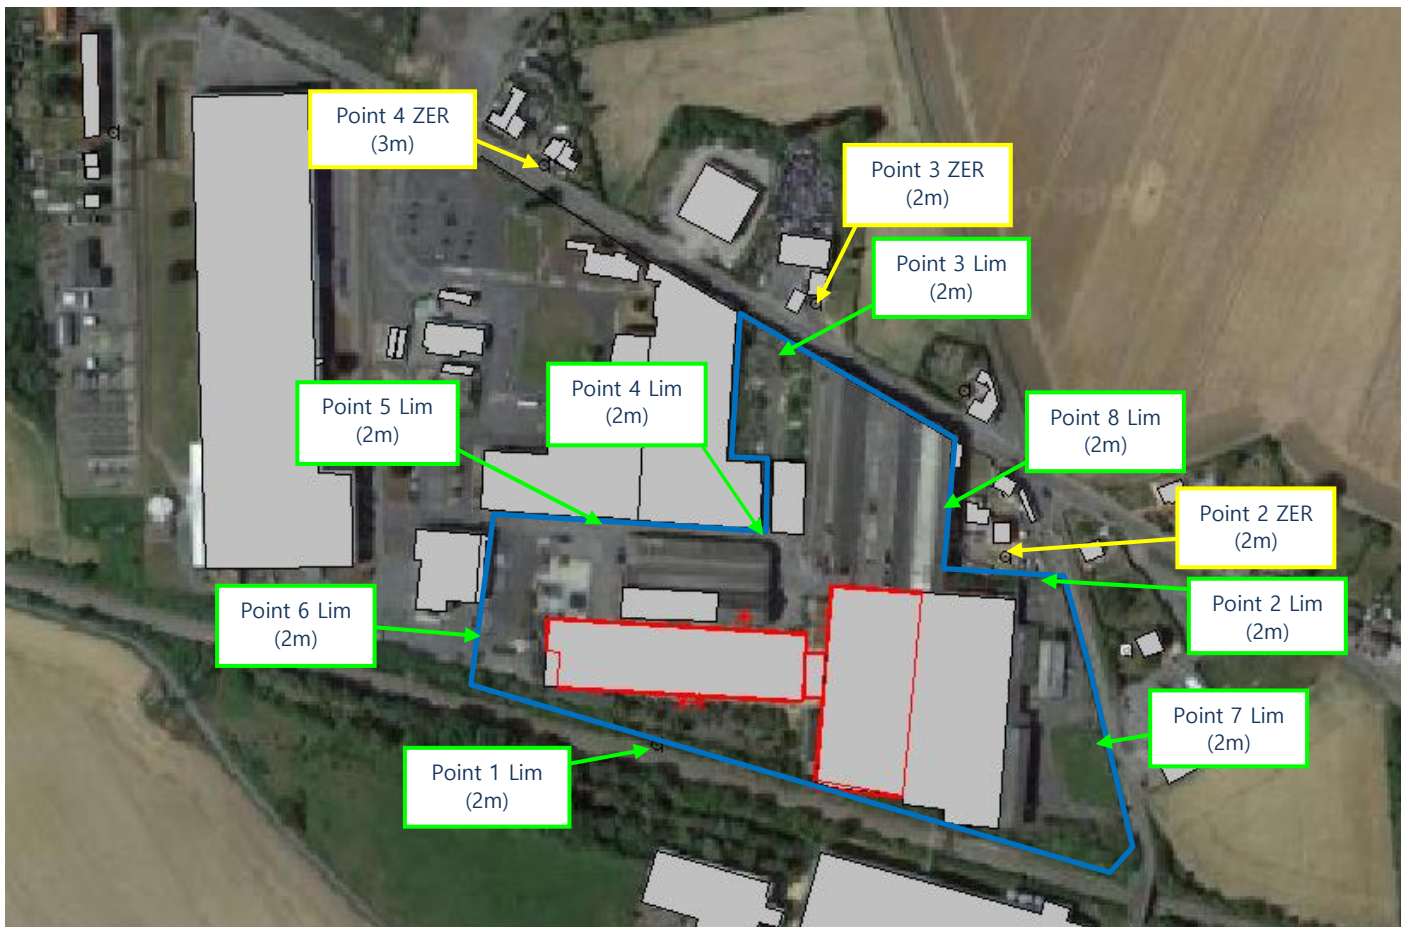 Point 4 ZER
(3m)
Point 3 ZER
(2m)
Point 3 Lim
(2m)
Point 4 Lim
(2m)
Point 5 Lim
(2m)
Point 8 Lim
(2m)
Point 2 ZER
(2m)
Point 6 Lim
(2m)
Point 2 Lim
(2m)
Point 7 Lim
(2m)
Point 1 Lim
(2m)